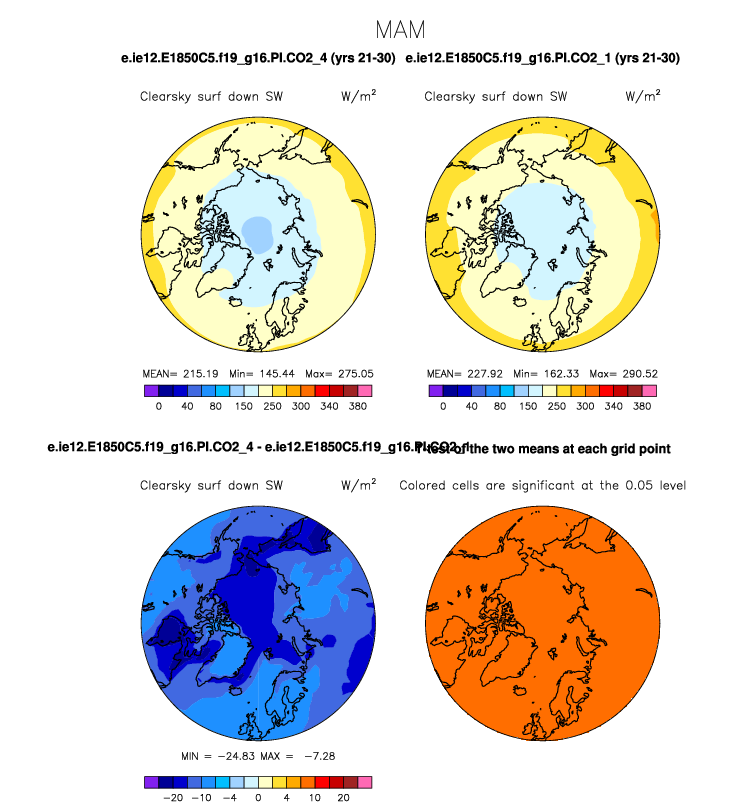 MAM
e.ie12.E1850C5.f19_g16.PI.CO2_4 (yrs 21-30) e.ie12.E1850C5.f19_g16.PI.CO2_1 (yrs 21-30)
Clearsky surf down SW W/m² Clearsky surf down SW W/m²
MEAN= 215.19 Min= 145.44 Max= 275.05 MEAN= 227.92 Min= 162.33 Max= 290.52
0 40 80 150 250 300 340 380 0 40 80 150 250 300 340 380
e.ie12.E1850C5.f19_g16.PI.CO2_4 - e.ie12.E1850C5.f19_g16.PI.CO2_1 T-test of the two means at each grid point
Clearsky surf down SW W/m² Colored cells are significant at the 0.05 level
MIN = −24.83 MAX = −7.28
−20 −10 −4 0 4 10 20